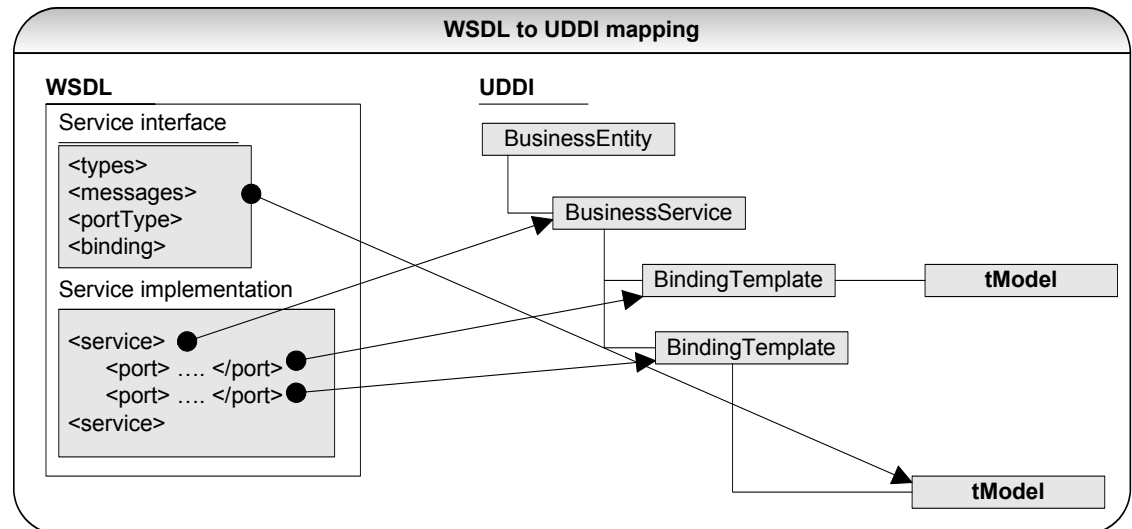 WSDL to UDDI mapping
WSDL
Service interface
<types>
<messages>
<portType>
<binding>
Service implementation
<service>
<port> .... </port>
<port> .... </port>
<service>
UDDI
BusinessEntity
BusinessService
BindingTemplate
tModel
BindingTemplate
tModel